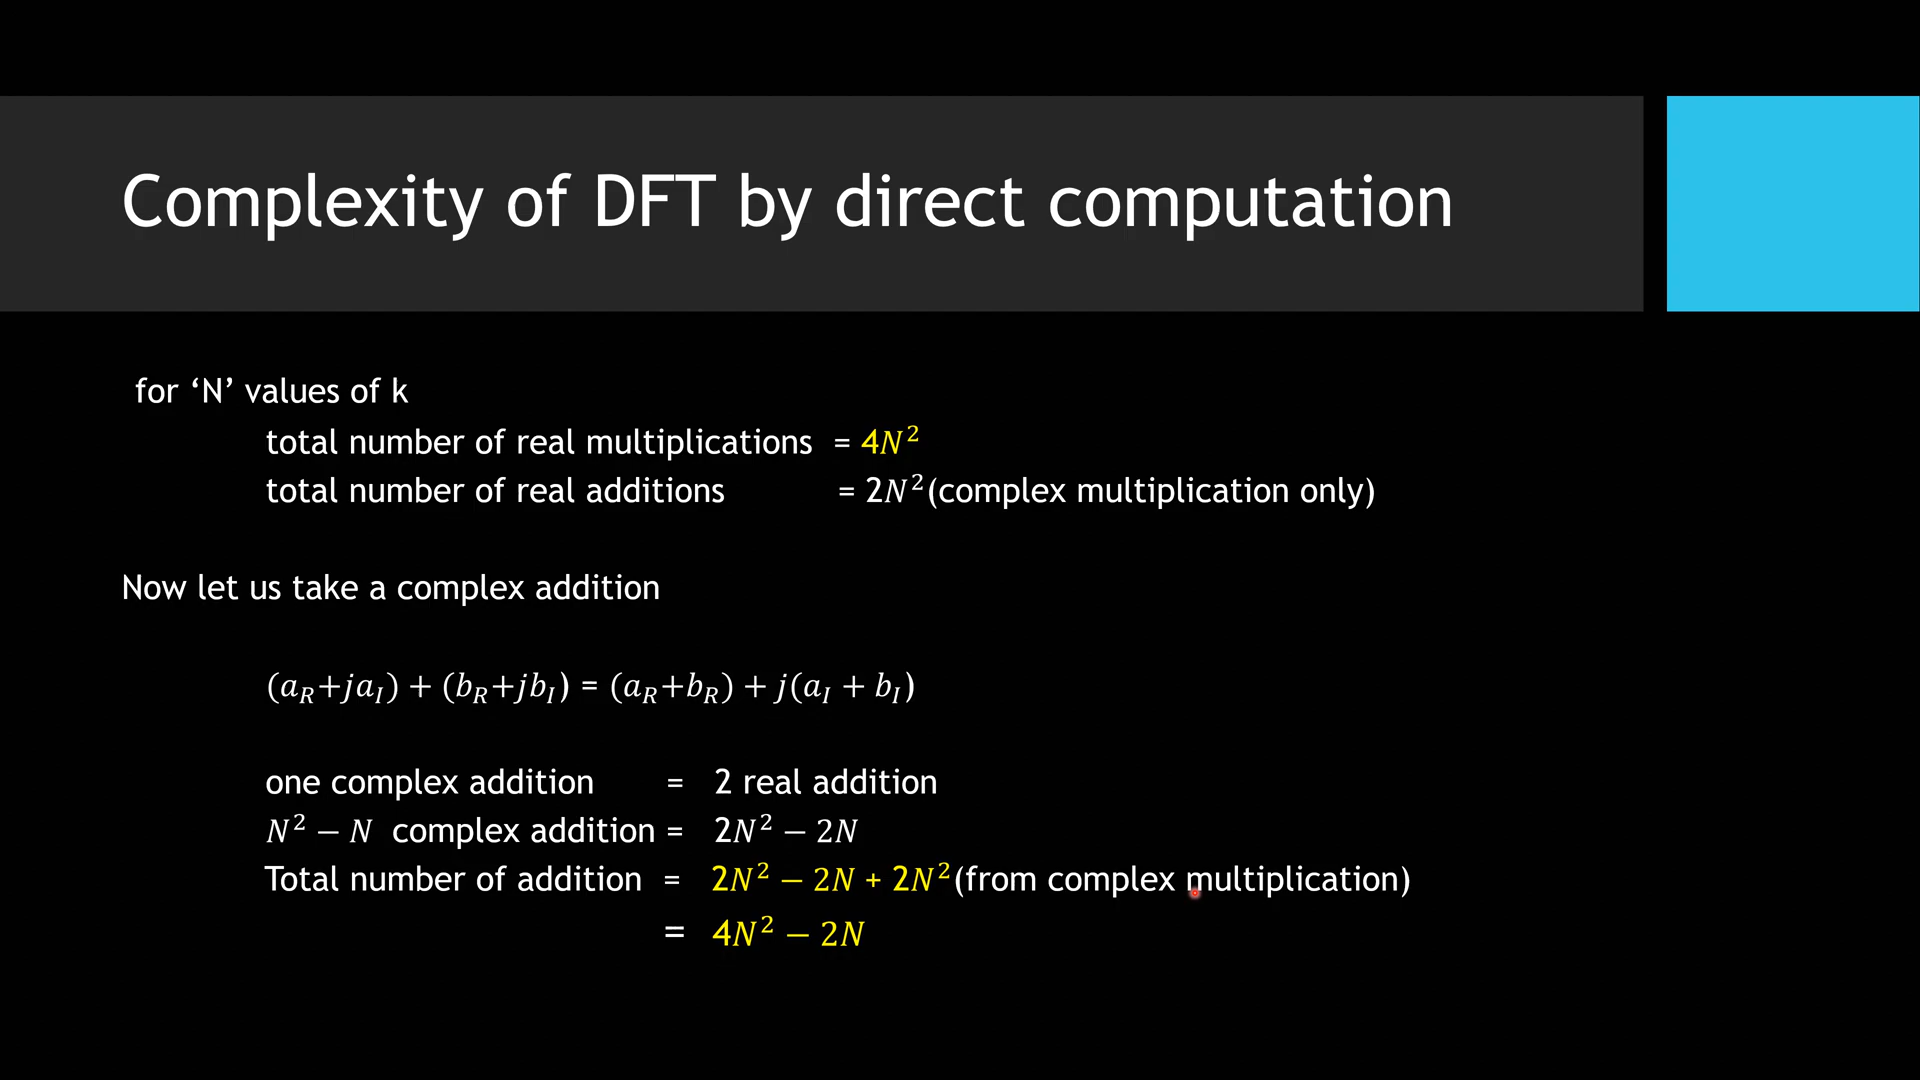 Complexity of DFT by direct computation
for ‘N’ values of k
total number of real multiplications = 4N²
total number of real additions = 2N²(complex multiplication only)
Now let us take a complex addition
(a_R+ja_I) + (b_R+jb_I) = (a_R+b_R) + j(a_I + b_I)
one complex addition = 2 real addition
N² − N complex addition = 2N² − 2N
Total number of addition = 2N² − 2N + 2N²(from complex multiplication)
= 4N² − 2N